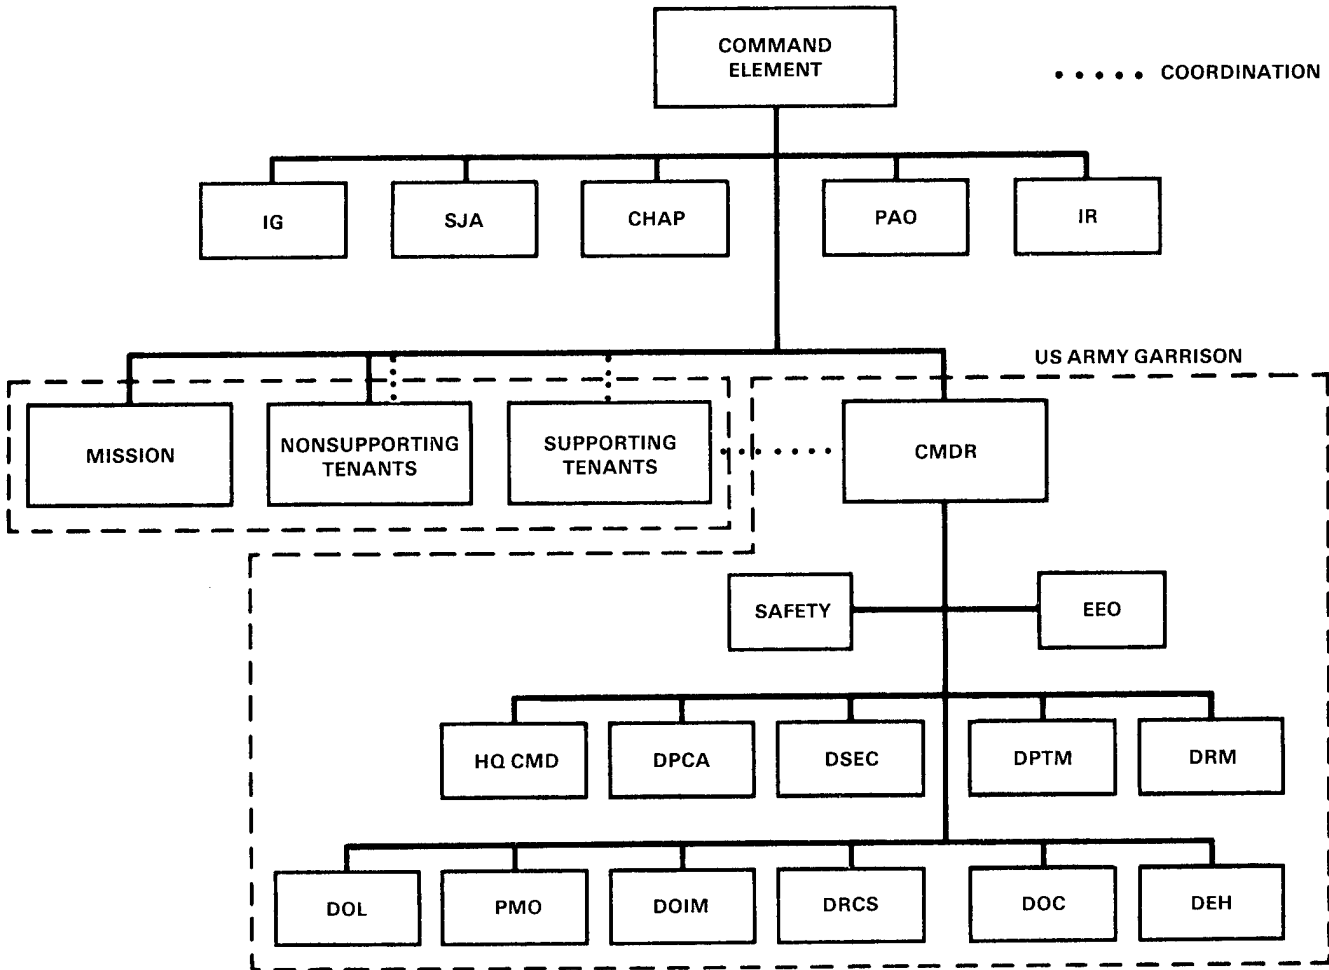 COMMAND
ELEMENT
COORDINATION
IG
SJA
CHAP
PAO
IR
US ARMY GARRISON
MISSION
NONSUPPORTING
TENANTS
SUPPORTING
TENANTS
CMDR
SAFETY
EEO
HQ CMD
DPCA
DSEC
DPTM
DRM
DOL
PMO
DOIM
DRCS
DOC
DEH